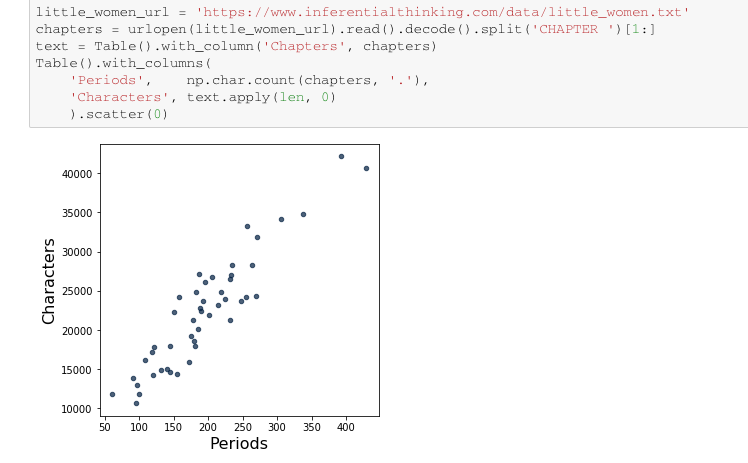 little_women_url = 'https://www.inferentialthinking.com/data/little_women.txt'
chapters = urlopen(little_women_url).read().decode().split('CHAPTER ')[1:]
text = Table().with_column('Chapters', chapters)
Table().with_columns(
    'Periods',    np.char.count(chapters, '.'),
    'Characters', text.apply(len, 0)
    ).scatter(0)
40000
35000
30000
25000
20000
15000
10000
Characters
50 100 150 200 250 300 350 400
Periods